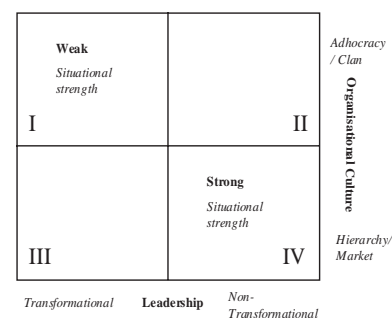 Weak
Situational
strength
I
II
Adhocracy
/ Clan
Organisational Culture
Strong
Situational
strength
III
IV
Hierarchy/
Market
Transformational
Leadership
Non-
Transformational